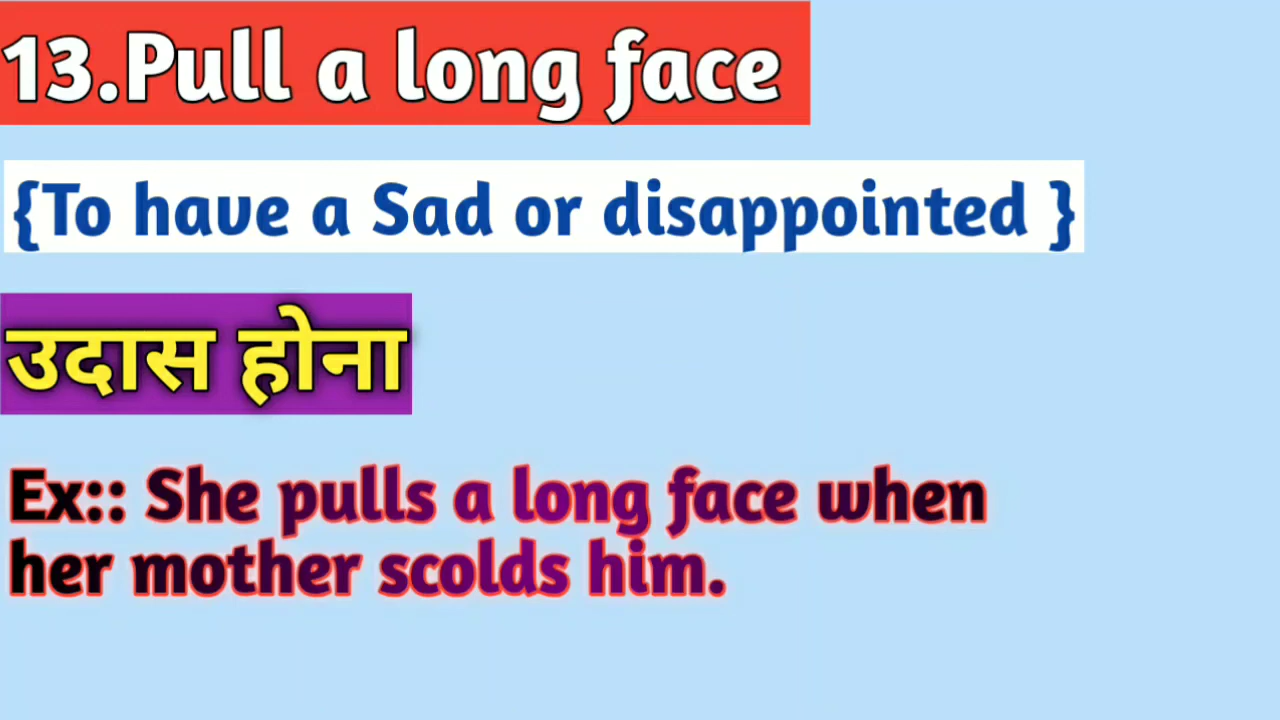 13.Pull a long face
{To have a Sad or disappointed }
उदास होना
Ex:: She pulls a long face when
her mother scolds him.